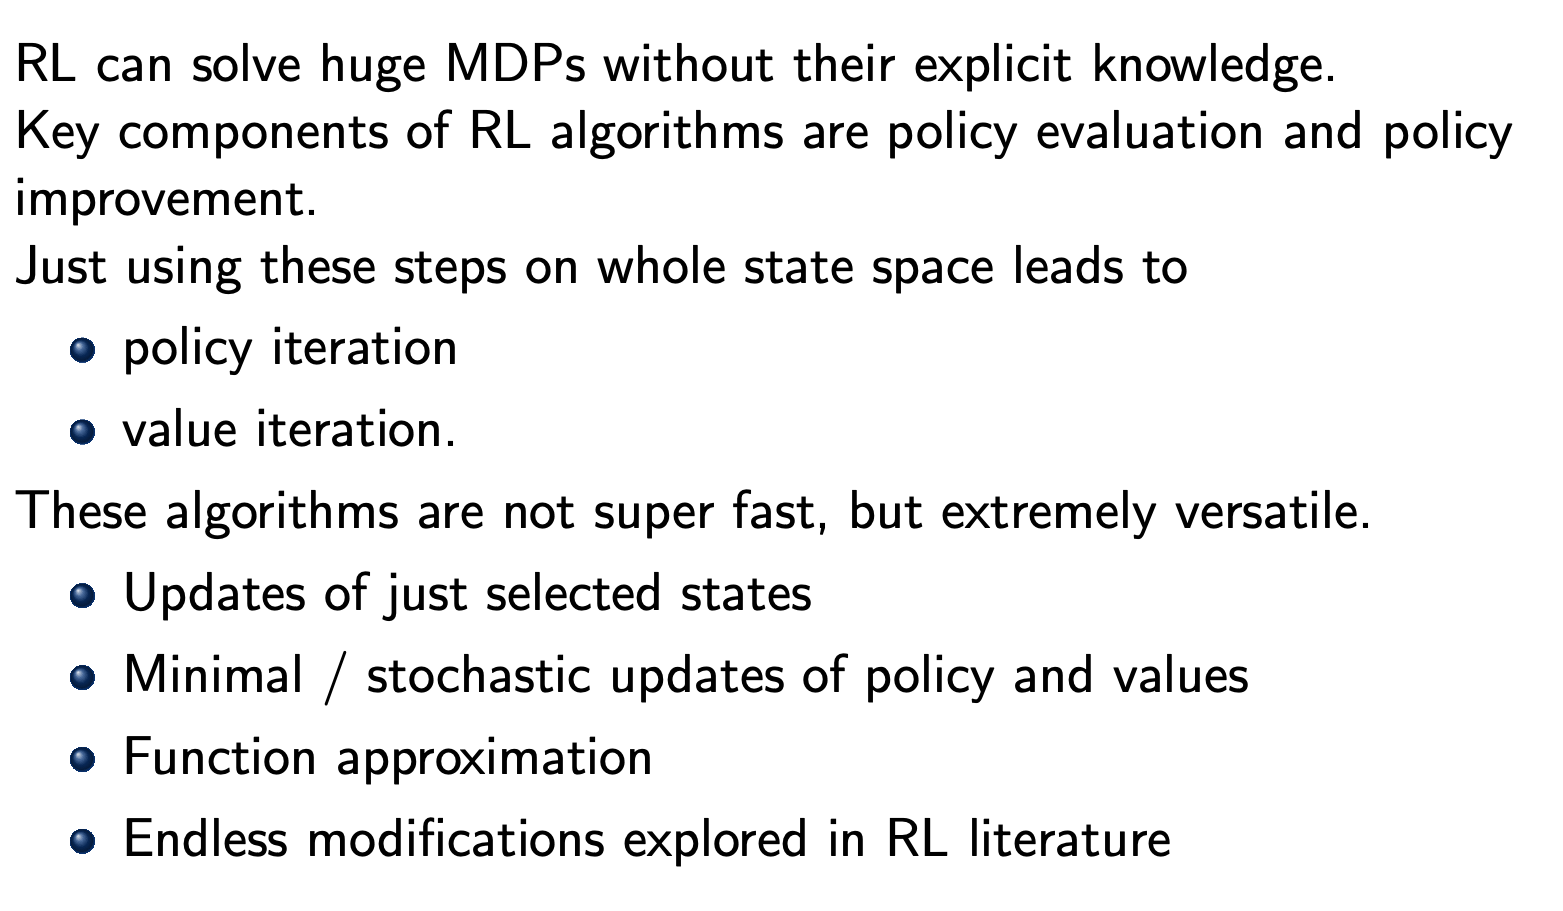 RL can solve huge MDPs without their explicit knowledge.
Key components of RL algorithms are policy evaluation and policy
improvement.
Just using these steps on whole state space leads to
policy iteration
value iteration.
These algorithms are not super fast, but extremely versatile.
Updates of just selected states
Minimal / stochastic updates of policy and values
Function approximation
Endless modifications explored in RL literature